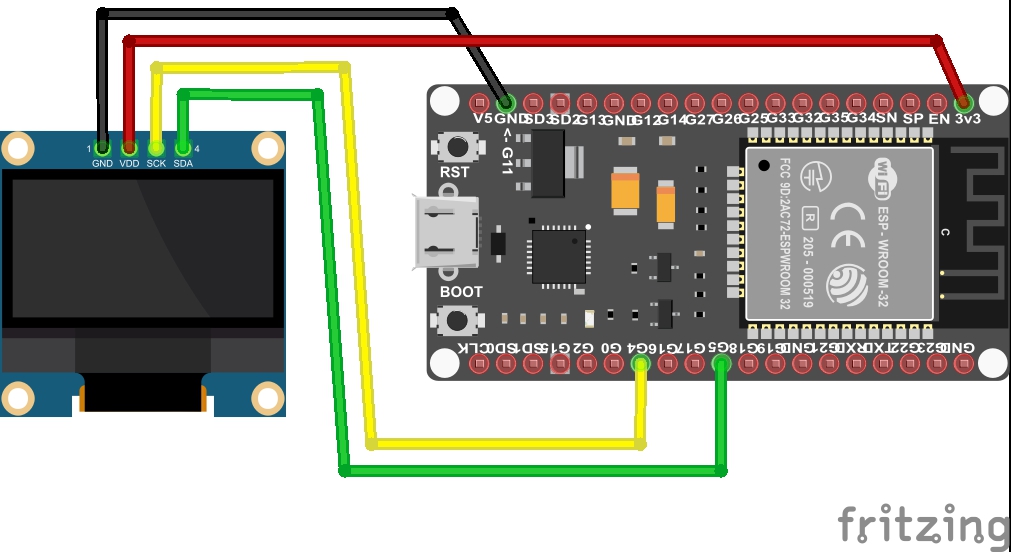 V5 GND SD3 SD2 G13 GND G12 G14 G27 G26 G25 G33 G32 G35 G34 SN SP EN 3v3
<- G11
1 4
GND VDD SCK SDA
RST
BOOT
FCC 9D:2AC72-ESPWROOM 32
R
205 - 000519
CE
Wi Fi
ESP - WROOM -32
C
CLK SD0 SD1 G15 G2 G0 G4 G16 G17 G5 G18 G19 GND G21 RXD TXD G22 G23 GND
fritzing